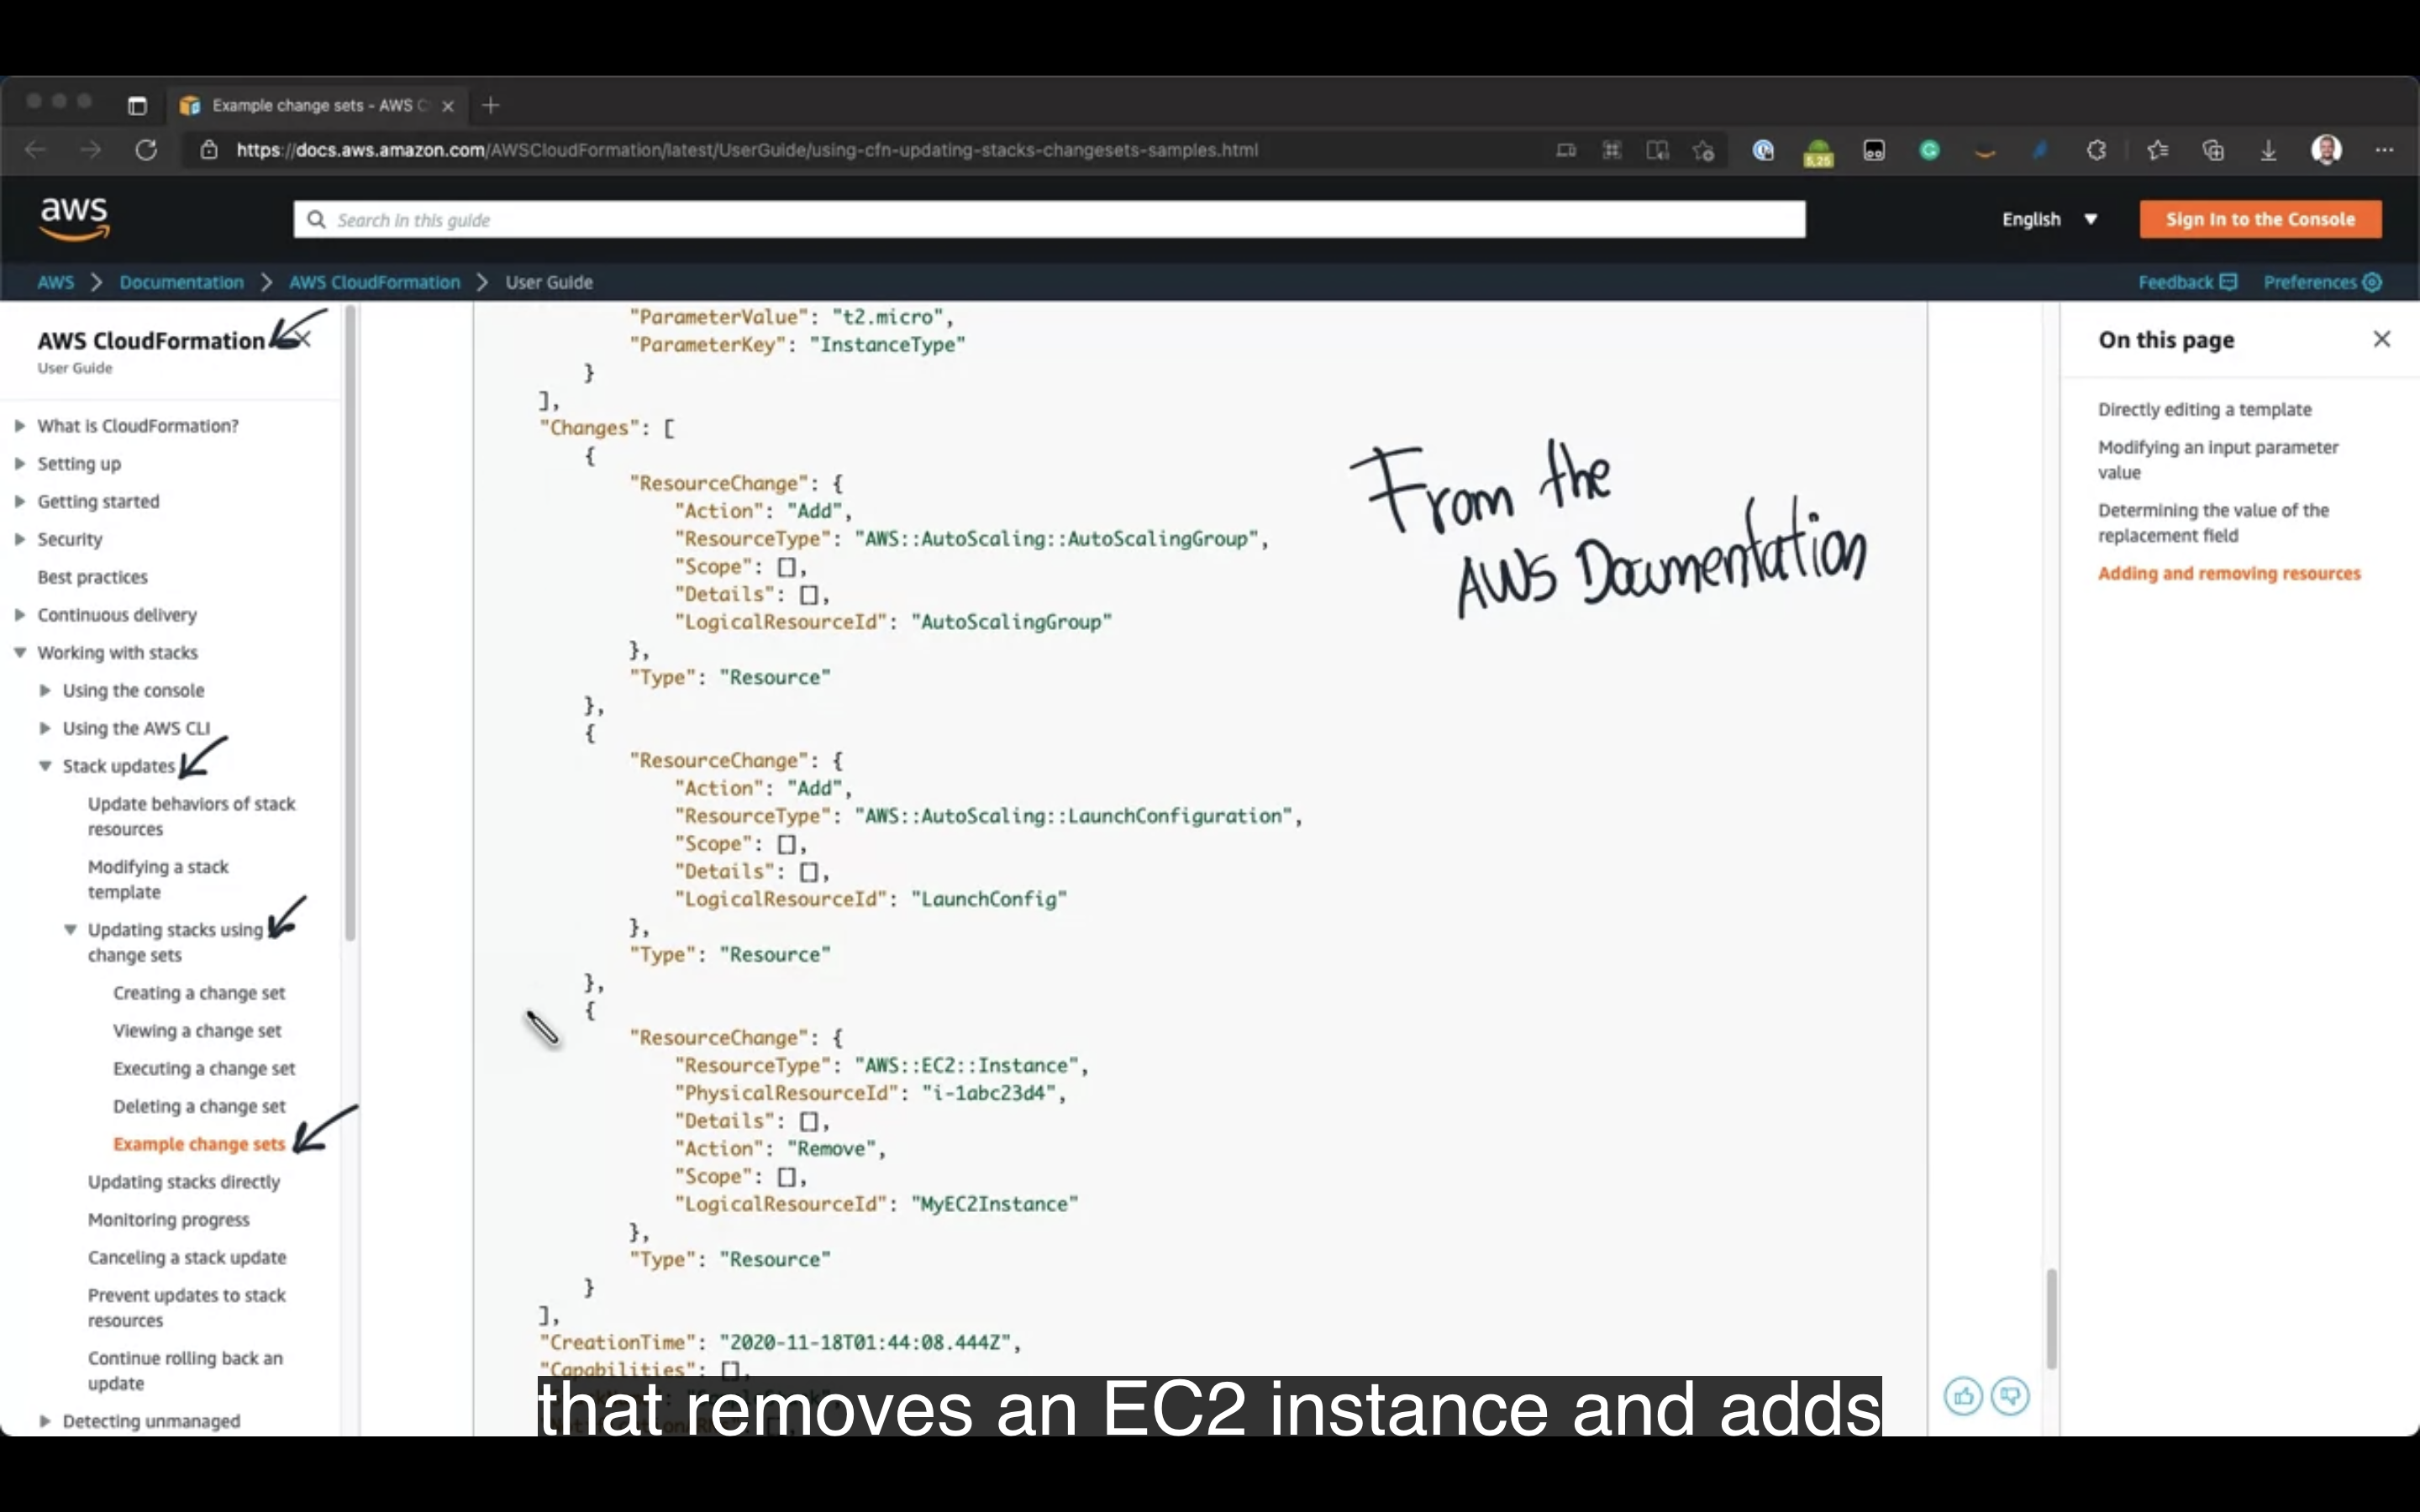 Example change sets - AWS C
https://docs.aws.amazon.com/AWSCloudFormation/latest/UserGuide/using-cfn-updating-stacks-changesets-samples.html
5,25
aws
Search in this guide
English
Sign In to the Console
AWS
Documentation
AWS CloudFormation
User Guide
Feedback
Preferences
AWS CloudFormation
User Guide
What is CloudFormation?
Setting up
Getting started
Security
Best practices
Continuous delivery
Working with stacks
Using the console
Using the AWS CLI
Stack updates
Update behaviors of stack
resources
Modifying a stack
template
Updating stacks using
change sets
Creating a change set
Viewing a change set
Executing a change set
Deleting a change set
Example change sets
Updating stacks directly
Monitoring progress
Canceling a stack update
Prevent updates to stack
resources
Continue rolling back an
update
Detecting unmanaged
"ParameterValue": "t2.micro",
"ParameterKey": "InstanceType"
}
],
"Changes": [
{
"ResourceChange": {
"Action": "Add",
"ResourceType": "AWS::AutoScaling::AutoScalingGroup",
"Scope": [],
"Details": [],
"LogicalResourceId": "AutoScalingGroup"
},
"Type": "Resource"
},
{
"ResourceChange": {
"Action": "Add",
"ResourceType": "AWS::AutoScaling::LaunchConfiguration",
"Scope": [],
"Details": [],
"LogicalResourceId": "LaunchConfig"
},
"Type": "Resource"
},
{
"ResourceChange": {
"ResourceType": "AWS::EC2::Instance",
"PhysicalResourceId": "i-1abc23d4",
"Details": [],
"Action": "Remove",
"Scope": [],
"LogicalResourceId": "MyEC2Instance"
},
"Type": "Resource"
}
],
"CreationTime": "2020-11-18T01:44:08.444Z",
"Capabilities": [],
From the
AWS Documentation
On this page
Directly editing a template
Modifying an input parameter
value
Determining the value of the
replacement field
Adding and removing resources
that removes an EC2 instance and adds